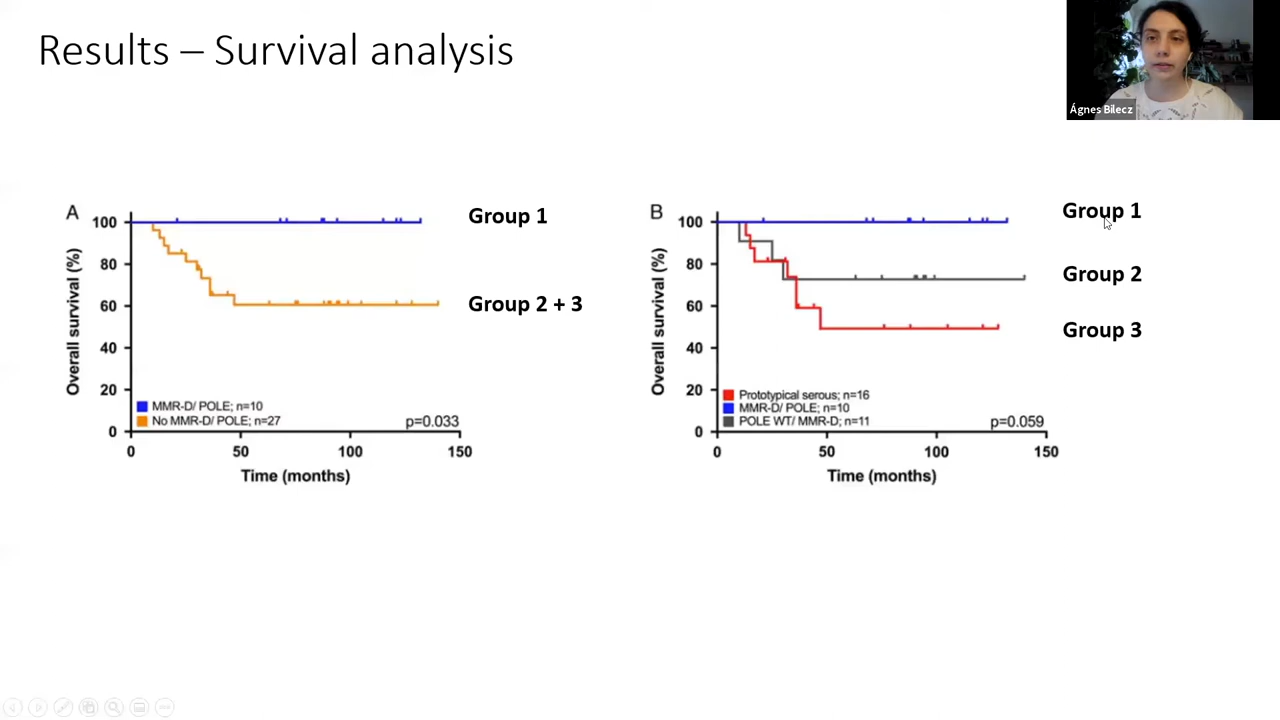 Results – Survival analysis
Ágnes Bilecz
A
Group 1
Group 2 + 3
Overall survival (%)
100
80
60
40
20
0
MMR-D/ POLE; n=10
No MMR-D/ POLE; n=27
p=0.033
0
50
100
150
Time (months)
B
Group 1
Group 2
Group 3
Overall survival (%)
100
80
60
40
20
0
Prototypical serous; n=16
MMR-D/ POLE; n=10
POLE WT/ MMR-D; n=11
p=0.059
0
50
100
150
Time (months)